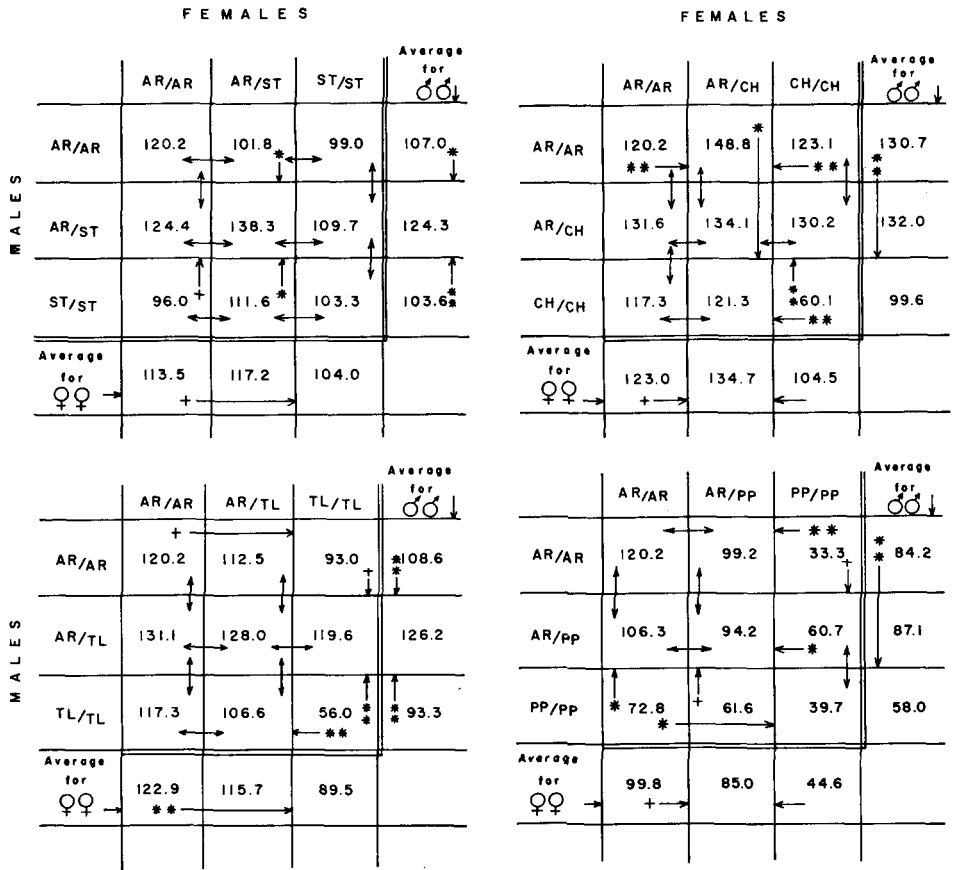 FEMALES
AR/AR AR/ST ST/ST Average for ♂♂
AR/AR 120.2 101.8 99.0 107.0
AR/ST 124.4 138.3 109.7 124.3
ST/ST 96.0 111.6 103.3 103.6
Average for ♀♀ 113.5 117.2 104.0
MALES
FEMALES
AR/AR AR/CH CH/CH Average for ♂♂
AR/AR 120.2 148.8 * 123.1 130.7
** ** **
AR/CH 131.6 134.1 130.2 132.0
CH/CH 117.3 121.3 ** 60.1 99.6
**
Average for ♀♀ 123.0 134.7 104.5
+
AR/AR AR/TL TL/TL Average for ♂♂
+
AR/AR 120.2 112.5 93.0 + ** 108.6
AR/TL 131.1 128.0 119.6 126.2
TL/TL 117.3 106.6 56.0 ** ** 93.3
**
Average for ♀♀ 122.9 115.7 89.5
**
MALES
AR/AR AR/PP PP/PP Average for ♂♂
** **
AR/AR 120.2 99.2 33.3 + 84.2
AR/PP 106.3 94.2 60.7 87.1
*
PP/PP * 72.8 + 61.6 39.7 58.0
*
Average for ♀♀ 99.8 85.0 44.6
+